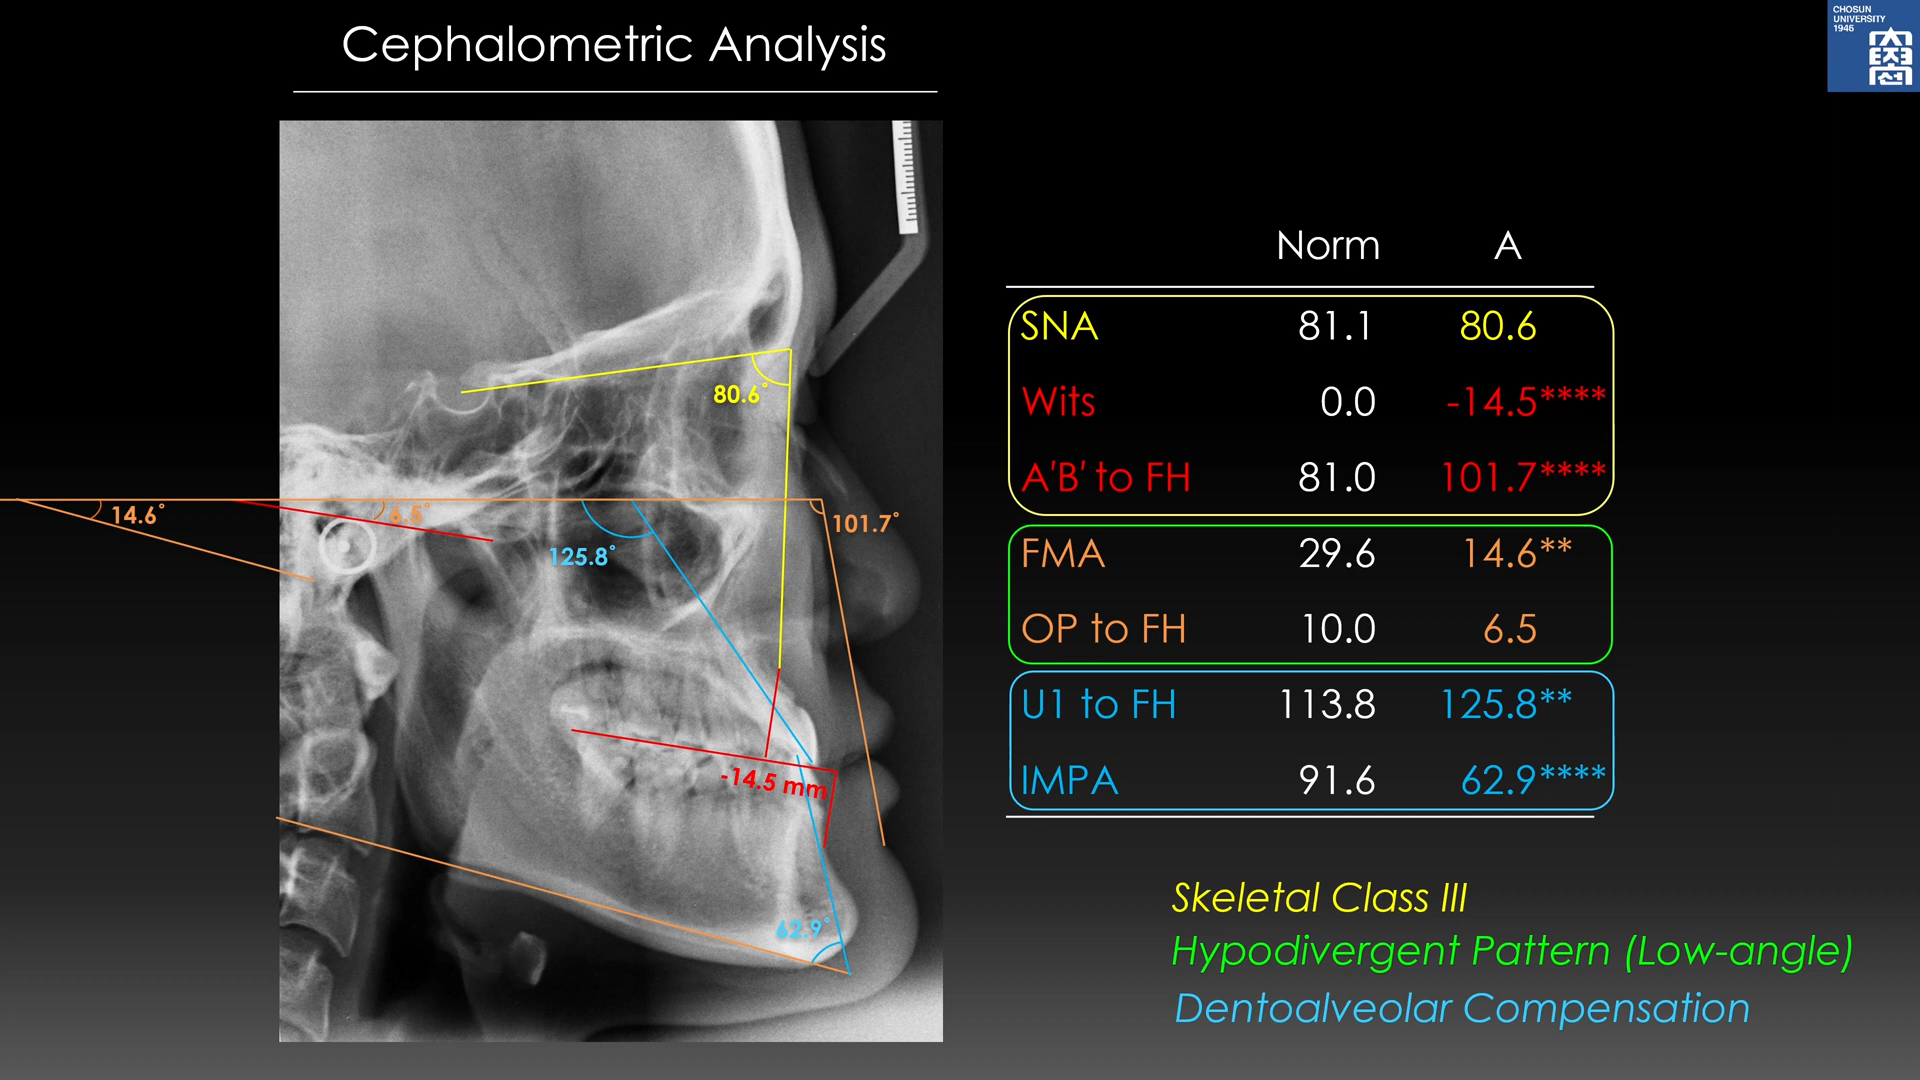 Cephalometric Analysis
CHOSUN
UNIVERSITY
1946
조선
80.6°
14.6°
6.5°
125.8°
101.7°
-14.5 mm
62.9°
Norm A
SNA 81.1 80.6
Wits 0.0 -14.5****
A'B' to FH 81.0 101.7****
FMA 29.6 14.6**
OP to FH 10.0 6.5
U1 to FH 113.8 125.8**
IMPA 91.6 62.9****
Skeletal Class III
Hypodivergent Pattern (Low-angle)
Dentoalveolar Compensation